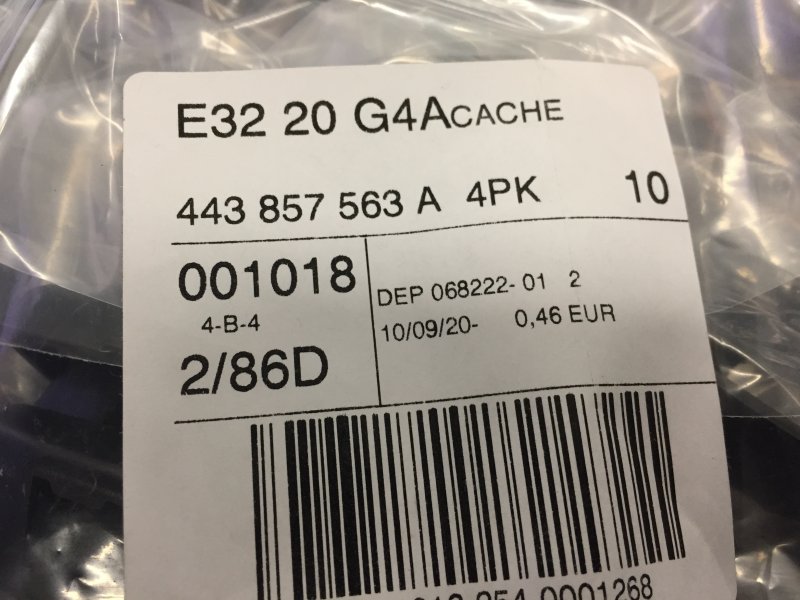 E32 20 G4ACACHE
443 857 563 A 4PK 10
001018
4-B-4
2/86D
DEP 068222- 01 2
10/09/20- 0,46 EUR
0001268